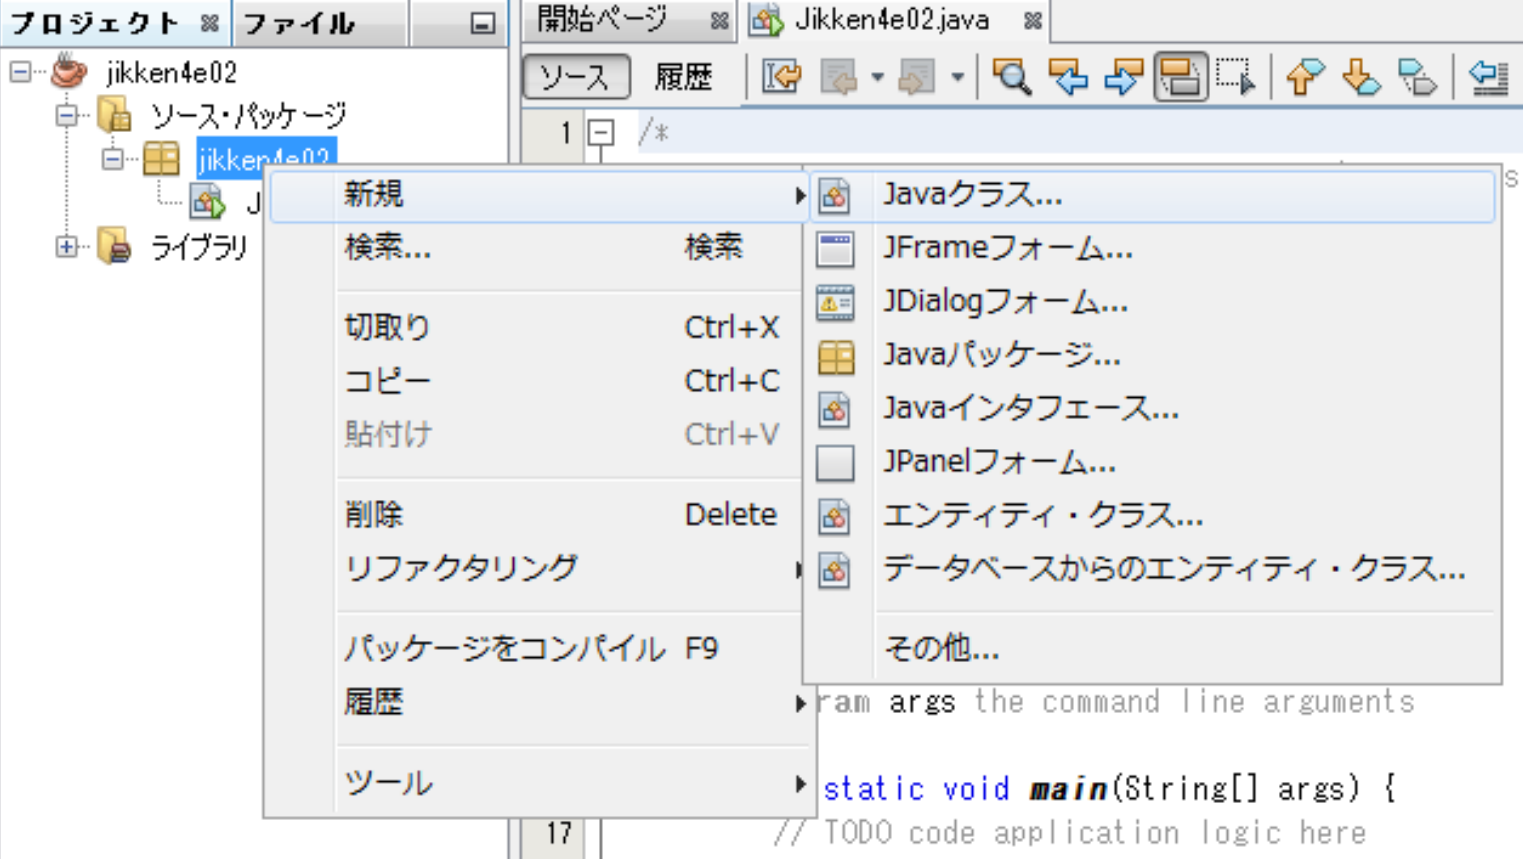 プロジェクト
ファイル
開始ページ
Jikken4e02.java
jikken4e02
ソース
履歴
ソース・パッケージ
1
/*
jikken4e02
J
ライブラリ
s
新規
検索... 検索
切取り Ctrl+X
コピー Ctrl+C
貼付け Ctrl+V
削除 Delete
リファクタリング
パッケージをコンパイル F9
履歴
ツール
Javaクラス...
JFrameフォーム...
JDialogフォーム...
Javaパッケージ...
Javaインタフェース...
JPanelフォーム...
エンティティ・クラス...
データベースからのエンティティ・クラス...
その他...
ram args the command line arguments
static void main(String[] args) {
17
// TODO code application logic here